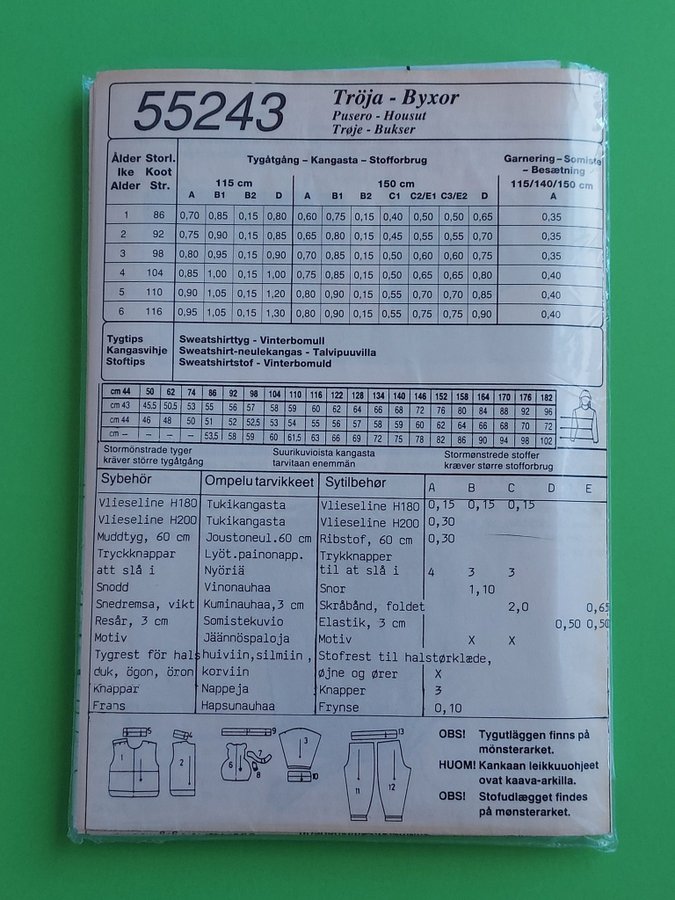 55243
Tröja - Byxor
Pusero - Housut
Trøje - Bukser
Ålder Storl. Tygåtgång – Kangasta – Stofforbrug Garnering – Somiste
Ike Koot – Besætning
Alder Str. 115 cm 150 cm 115/140/150 cm
A B1 B2 D A B1 B2 C1 C2/E1 C3/E2 D A
1 86 0,70 0,85 0,15 0,80 0,60 0,75 0,15 0,40 0,50 0,50 0,65 0,35
2 92 0,75 0,90 0,15 0,85 0,65 0,80 0,15 0,45 0,55 0,55 0,70 0,35
3 98 0,80 0,95 0,15 0,90 0,70 0,85 0,15 0,50 0,60 0,60 0,75 0,35
4 104 0,85 1,00 0,15 1,00 0,75 0,85 0,15 0,50 0,65 0,65 0,80 0,40
5 110 0,90 1,05 0,15 1,20 0,80 0,90 0,15 0,55 0,70 0,70 0,85 0,40
6 116 0,95 1,05 0,15 1,30 0,80 0,90 0,15 0,55 0,75 0,75 0,90 0,40
Tygtips Sweatshirttyg - Vinterbomull
Kangasvihje Sweatshirt-neulekangas - Talvipuuvilla
Stoftips Sweatshirtstof - Vinterbomuld
cm 44 50 62 74 86 92 98 104 110 116 122 128 134 140 146 152 158 164 170 176 182
cm 43 45,5 50,5 53 55 56 57 58 59 60 62 64 66 68 72 76 80 84 88 92 96
cm 44 46 48 50 51 52 52,5 53 54 55 56 57 58 59 60 62 64 66 68 70 72
cm – – – – 53,5 58 59 60 61,5 63 66 69 72 75 78 82 86 90 94 98 102
Stormönstrade tyger Suurikuvioista kangasta Stormønstrede stoffer
kräver större tygåtgång tarvitaan enemmän kræver større stofforbrug
Sybehör Ompelutarvikkeet Sytilbehør A B C D E
Vlieseline H180 Tukikangasta Vlieseline H180 0,15 0,15 0,15
Vlieseline H200 Tukikangasta Vlieseline H200 0,30
Muddtyg, 60 cm Joustoneul.60 cm Ribstof, 60 cm 0,30
Tryckknappar Lyöt.painonapp. Trykknapper
att slå i Nyöriä til at slå i 4 3 3
Snodd Vinonauhaa Snor 1,10
Snedremsa, vikt Kuminauhaa,3 cm Skråbånd, foldet 2,0 0,65
Resår, 3 cm Somistekuvio Elastik, 3 cm 0,50 0,50
Motiv Jäännöspaloja Motiv X X
Tygrest för hals huiviin,silmiin, Stofrest til halstørklæde,
duk, ögon, öron korviin øjne og ører X
Knappar Nappeja Knapper 3
Frans Hapsunauhaa Frynse 0,10
5 1 4 2 9 6 7 8 3 10 13 11 12
OBS! Tygutläggen finns på
mönsterarket.
HUOM! Kankaan leikkuuohjeet
ovat kaava-arkilla.
OBS! Stofudlægget findes
på mønsterarket.